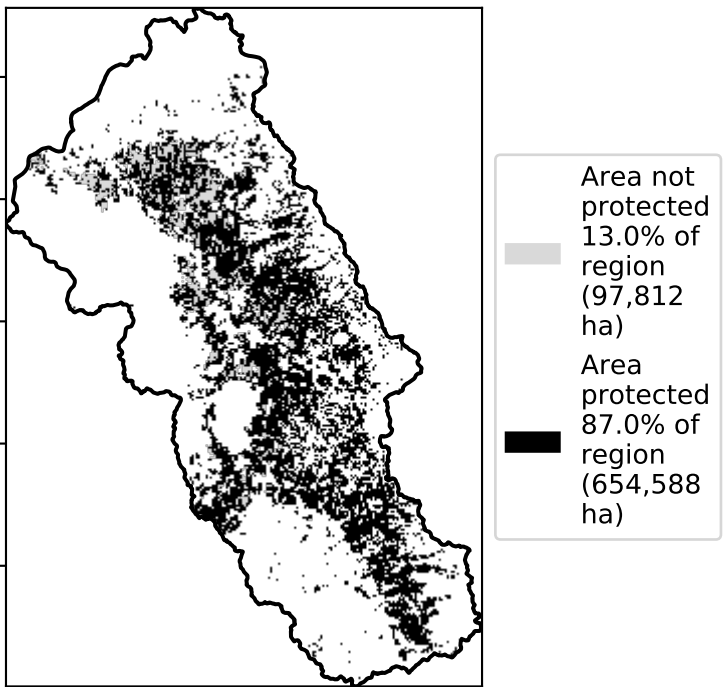 Area not
protected
13.0% of
region
(97,812
ha)
Area
protected
87.0% of
region
(654,588
ha)